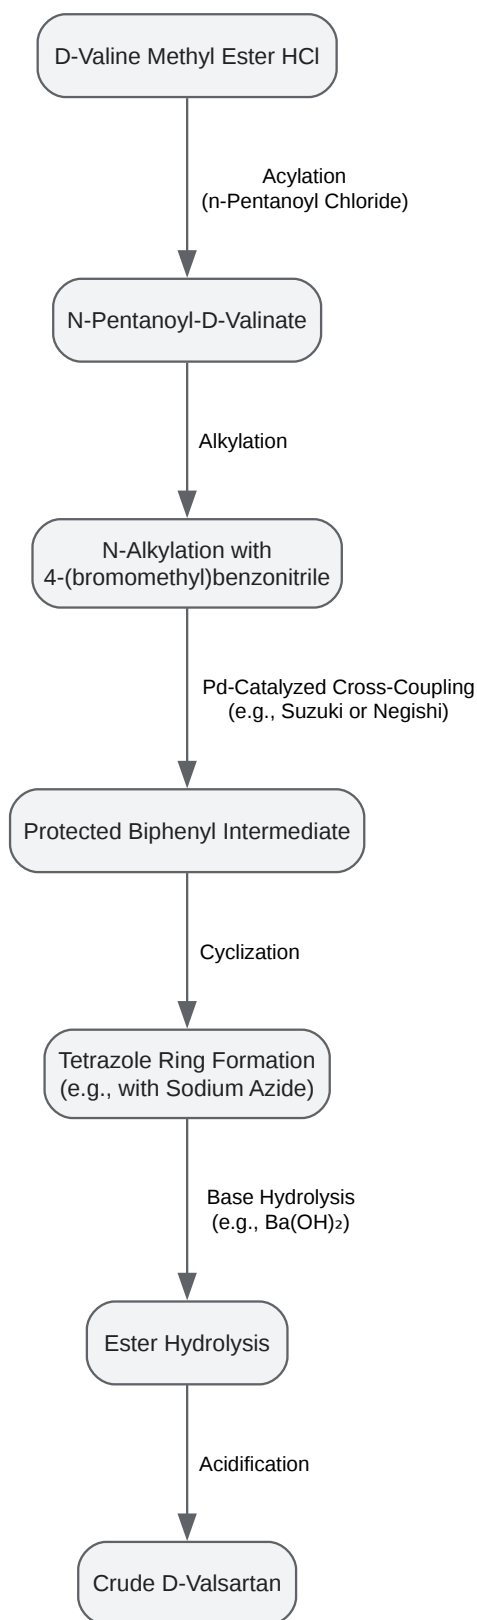 D-Valine Methyl Ester HCl
Acylation
(n-Pentanoyl Chloride)
N-Pentanoyl-D-Valinate
Alkylation
N-Alkylation with
4-(bromomethyl)benzonitrile
Pd-Catalyzed Cross-Coupling
(e.g., Suzuki or Negishi)
Protected Biphenyl Intermediate
Cyclization
Tetrazole Ring Formation
(e.g., with Sodium Azide)
Base Hydrolysis
(e.g., Ba(OH)₂)
Ester Hydrolysis
Acidification
Crude D-Valsartan